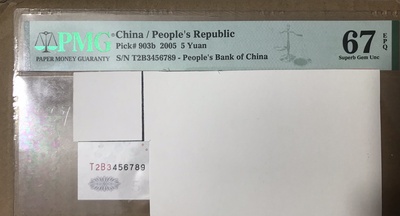 PMG
PAPER MONEY GUARANTY
China / People's Republic
Pick# 903b 2005 5 Yuan
S/N T2B3456789 - People's Bank of China
67 EPQ
Superb Gem Unc
T2B3456789